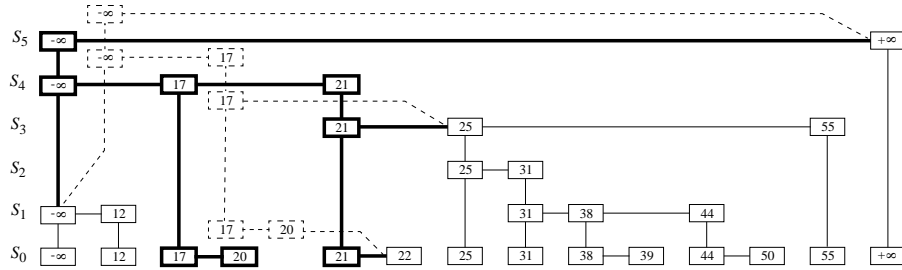 -∞
S5 -∞ +∞
-∞ 17
S4 -∞ 17 21
17
S3 21 25 55
S2 25 31
S1 -∞ 12 31 38 44
17 20
S0 -∞ 12 17 20 21 22 25 31 38 39 44 50 55 +∞